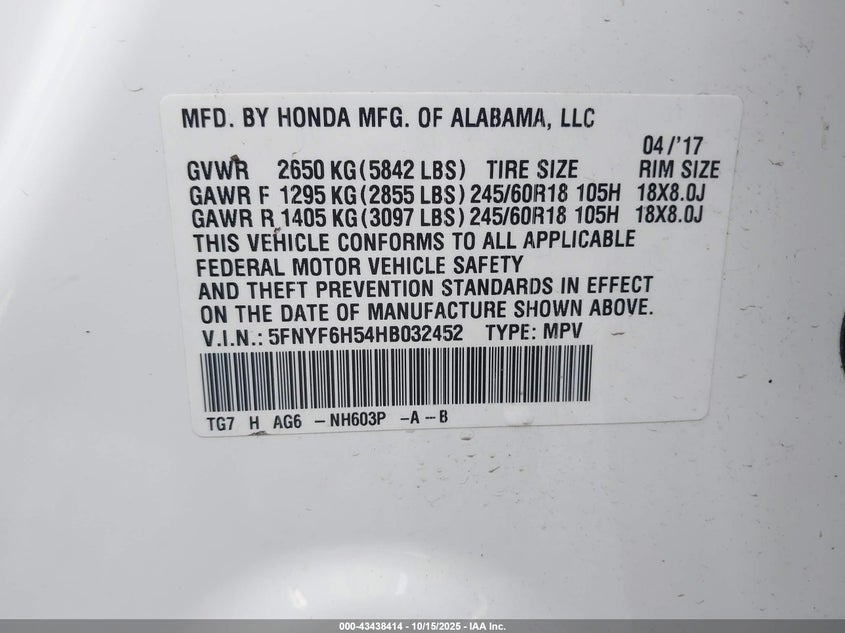 MFD. BY HONDA MFG. OF ALABAMA, LLC
04/'17
GVWR 2650 KG(5842 LBS) TIRE SIZE RIM SIZE
GAWR F 1295 KG(2855 LBS) 245/60R18 105H 18X8.0J
GAWR R 1405 KG(3097 LBS) 245/60R18 105H 18X8.0J
THIS VEHICLE CONFORMS TO ALL APPLICABLE
FEDERAL MOTOR VEHICLE SAFETY
AND THEFT PREVENTION STANDARDS IN EFFECT
ON THE DATE OF MANUFACTURE SHOWN ABOVE.
V.I.N.: 5FNYF6H54HB032452 TYPE: MPV
TG7 H AG6 -NH603P -A--B
000-43438414 - 10/15/2025 - IAA Inc.